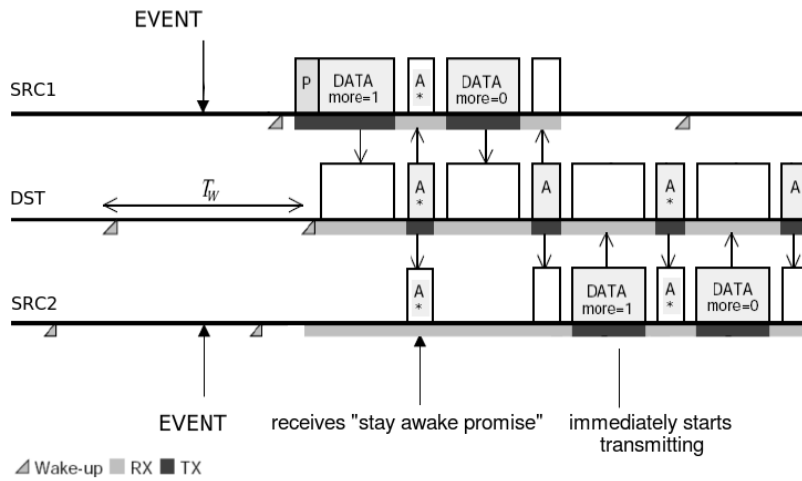 EVENT
SRC1
P
DATA
more=1
A
*
DATA
more=0
DST
Tw
A
*
A
A
*
A
SRC2
A
*
DATA
more=1
A
*
DATA
more=0
EVENT
receives "stay awake promise"
immediately starts
transmitting
Wake-up RX TX